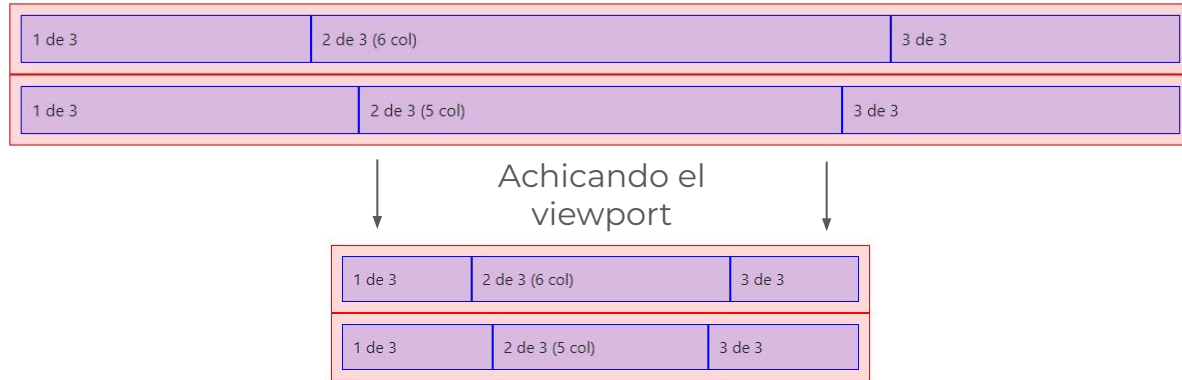 1 de 3 2 de 3 (6 col) 3 de 3
1 de 3 2 de 3 (5 col) 3 de 3
Achicando el
viewport
1 de 3 2 de 3 (6 col) 3 de 3
1 de 3 2 de 3 (5 col) 3 de 3